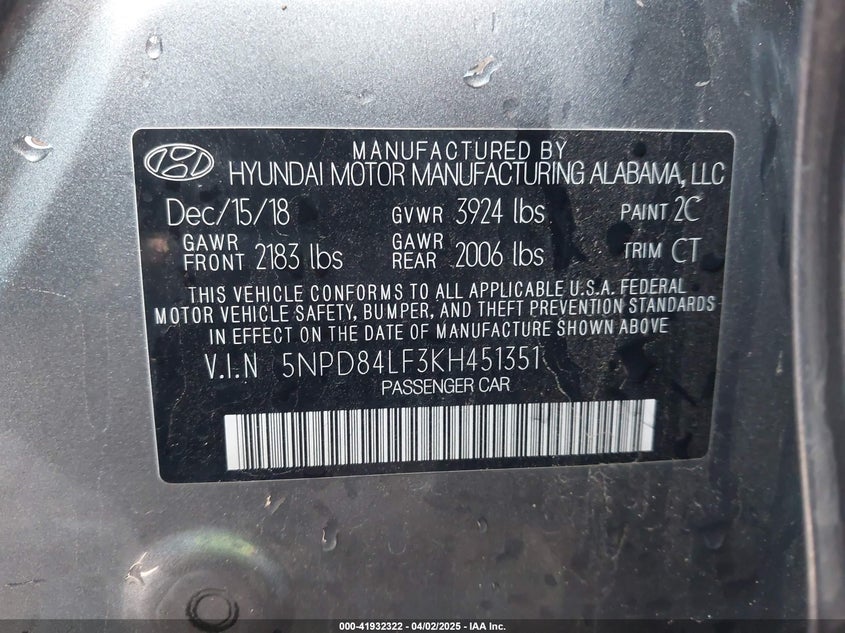 MANUFACTURED BY
HYUNDAI MOTOR MANUFACTURING ALABAMA, LLC
Dec/15/18 GVWR 3924 lbs PAINT 2C
GAWR FRONT 2183 lbs GAWR REAR 2006 lbs TRIM CT
THIS VEHICLE CONFORMS TO ALL APPLICABLE U.S.A. FEDERAL
MOTOR VEHICLE SAFETY, BUMPER, AND THEFT PREVENTION STANDARDS
IN EFFECT ON THE DATE OF MANUFACTURE SHOWN ABOVE
V.I.N 5NPD84LF3KH451351
PASSENGER CAR
000-41932322 - 04/02/2025 - IAA Inc.